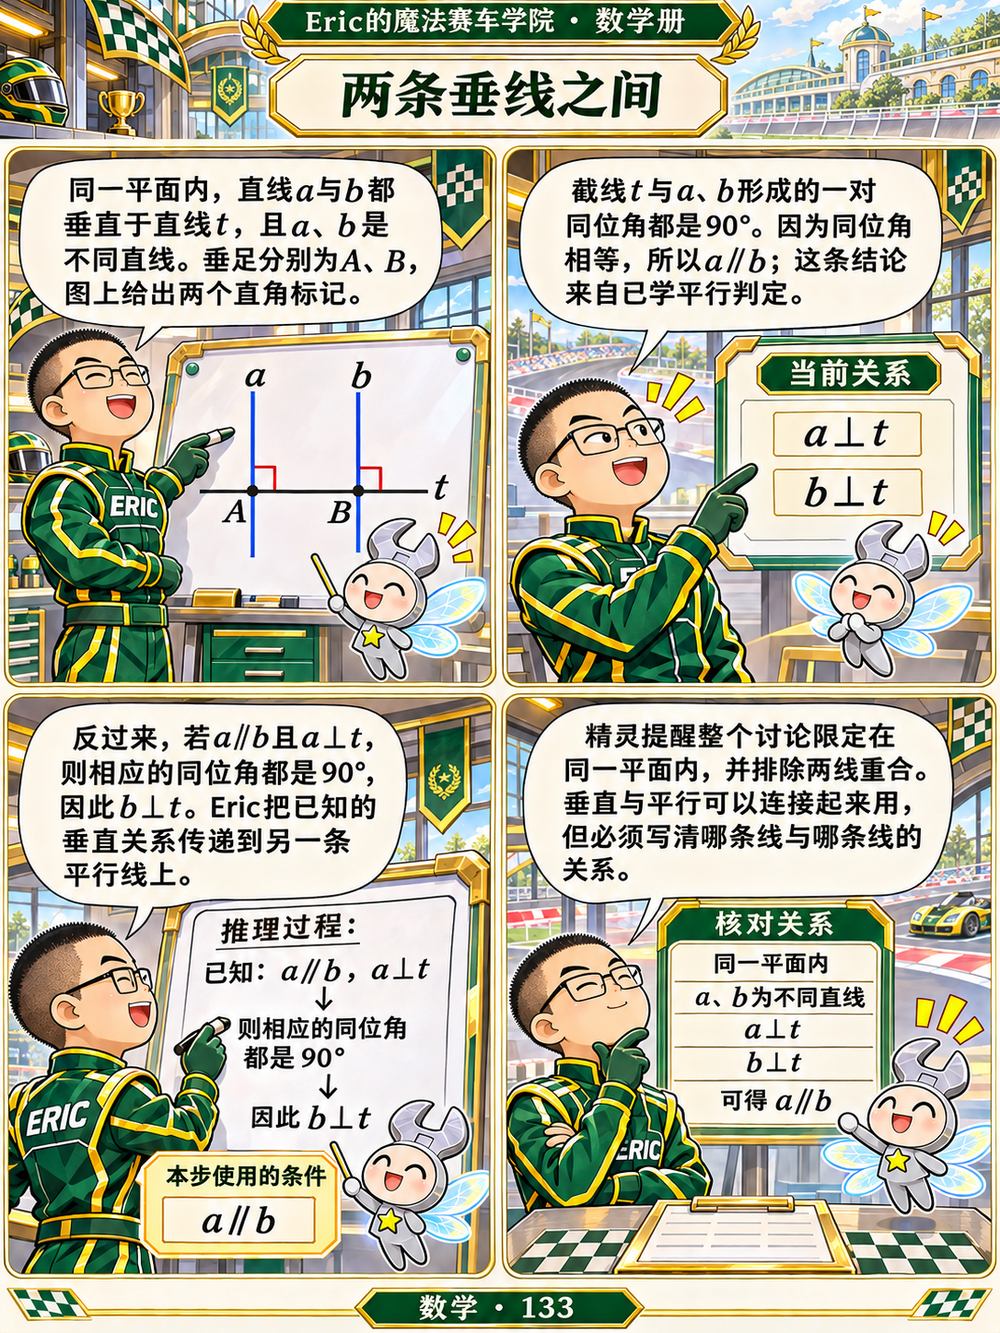 Eric的魔法赛车学院 · 数学册
两条垂线之间
同一平面内，直线a与b都
垂直于直线t，且a、b是
不同直线。垂足分别为A、B，
图上给出两个直角标记。
a
b
t
A
B
ERIC
截线t与a、b形成的一对
同位角都是90°。因为同位角
相等，所以a∥b；这条结论
来自已学平行判定。
当前关系
a⊥t
b⊥t
反过来，若a∥b且a⊥t，
则相应的同位角都是90°，
因此b⊥t。Eric把已知的
垂直关系传递到另一条
平行线上。
推理过程：
已知：a∥b，a⊥t
↓
则相应的同位角
都是90°
↓
因此b⊥t
ERIC
本步使用的条件
a∥b
精灵提醒整个讨论限定在
同一平面内，并排除两线重合。
垂直与平行可以连接起来用，
但必须写清哪条线与哪条线的
关系。
核对关系
同一平面内
a、b为不同直线
a⊥t
b⊥t
可得a∥b
ERIC
数学 · 133